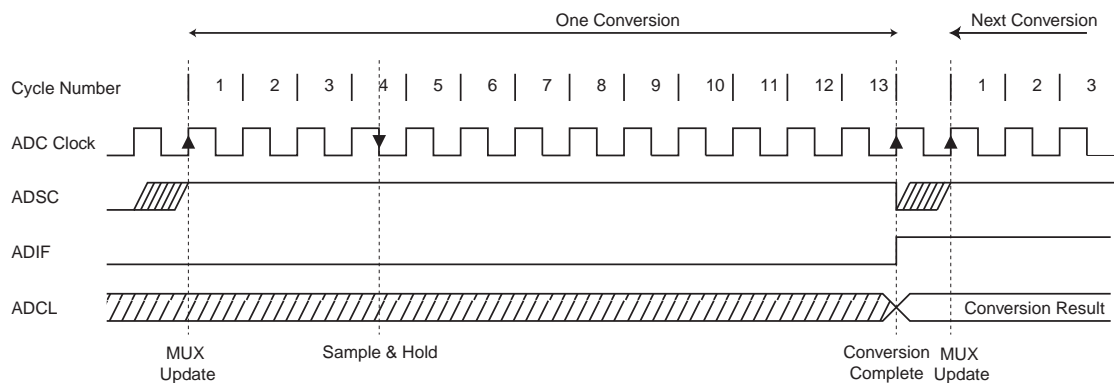 One Conversion Next Conversion
Cycle Number 1 2 3 4 5 6 7 8 9 10 11 12 13 1 2 3
ADC Clock
ADSC
ADIF
ADCL Conversion Result
MUX Sample & Hold Conversion MUX
Update Complete Update